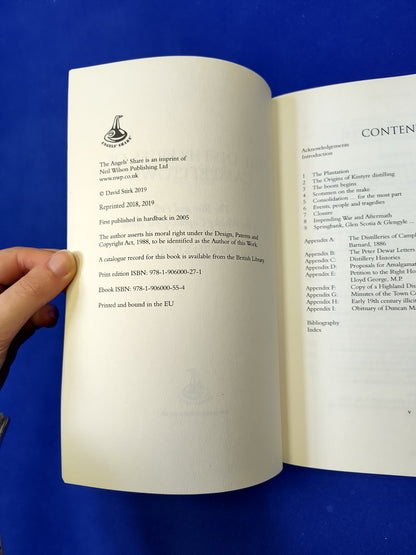 ANGELS' SHARE
The Angels' Share is an imprint of
Neil Wilson Publishing Ltd
www.nwp.co.uk
© David Stirk 2019
Reprinted 2018, 2019
First published in hardback in 2005
The author asserts his moral right under the Design, Patents and
Copyright Act, 1988, to be identified as the Author of this Work.
A catalogue record for this book is available from the British Library
Print edition ISBN: 978-1-906000-27-1
Ebook ISBN: 978-1-906000-55-4
Printed and bound in the EU
CONTEN
Acknowledgements
Introduction
1 The Plantation
2 The Origins of Kintyre distilling
3 The boom begins
4 Scotsmen on the make
5 Consolidation ... for the most part
6 Events, people and tragedies
7 Closure
8 Impending War and Aftermath
9 Springbank, Glen Scotia & Glengyle ...
Appendix A: The Distilleries of Camp
Barnard, 1886
Appendix B: The Peter Dewar Letters
Appendix C: Distillery Histories
Appendix D: Proposals for Amalgamat
Appendix E: Petition to the Right Ho
Lloyd George, M.P
Appendix F: Copy of a Highland Dis
Appendix G: Minutes of the Town C
Appendix H: Early 19th century illici
Appendix I: Obituary of Duncan Ma
Bibliography
Index
v